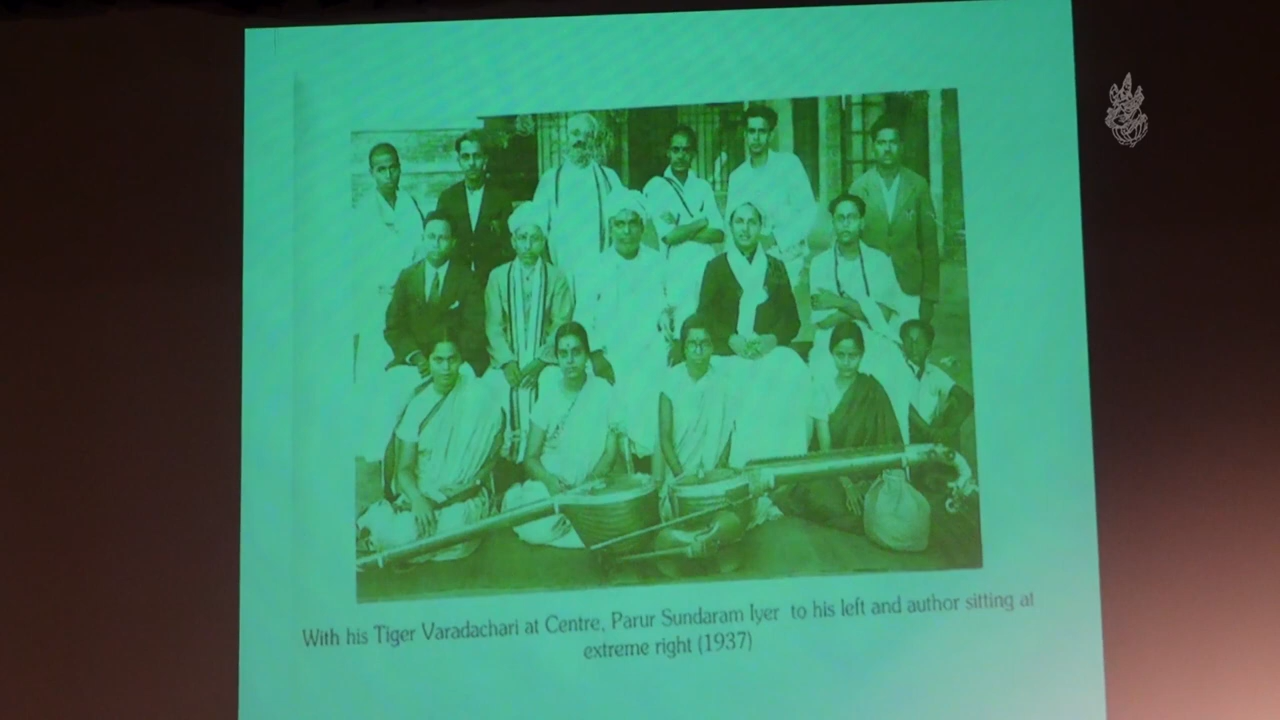 With his Tiger Varadachari at Centre, Parur Sundaram Iyer to his left and author sitting at
extreme right (1937)